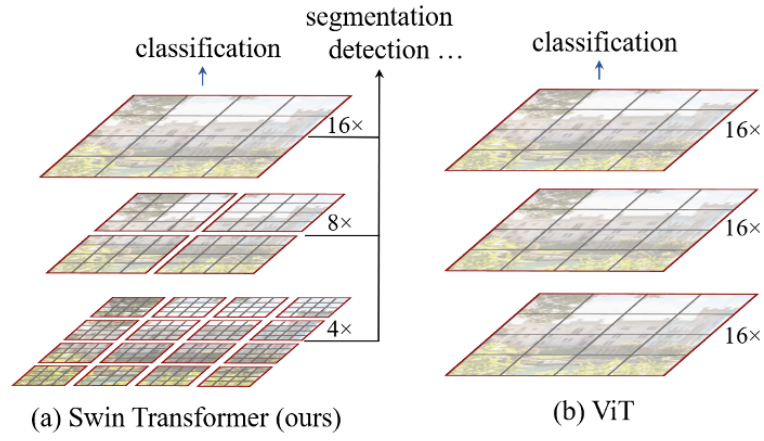 segmentation
classification
detection ...
classification
16×
8×
4×
16×
16×
16×
(a) Swin Transformer (ours)
(b) ViT